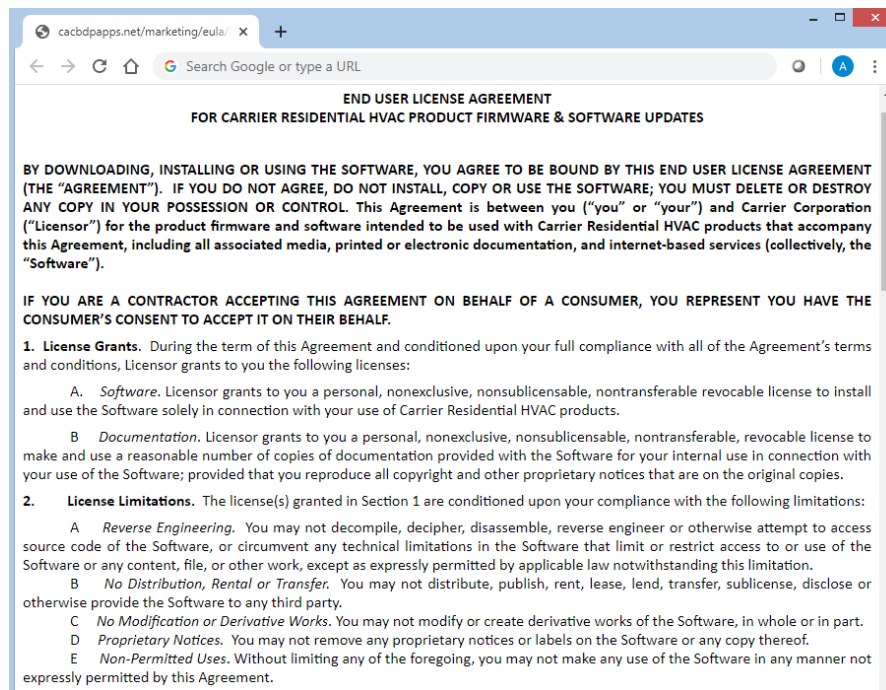 cacbdpapps.net/marketing/eula/
Search Google or type a URL
A
END USER LICENSE AGREEMENT
FOR CARRIER RESIDENTIAL HVAC PRODUCT FIRMWARE & SOFTWARE UPDATES
BY DOWNLOADING, INSTALLING OR USING THE SOFTWARE, YOU AGREE TO BE BOUND BY THIS END USER LICENSE AGREEMENT
(THE “AGREEMENT”). IF YOU DO NOT AGREE, DO NOT INSTALL, COPY OR USE THE SOFTWARE; YOU MUST DELETE OR DESTROY
ANY COPY IN YOUR POSSESSION OR CONTROL. This Agreement is between you (“you” or “your”) and Carrier Corporation
(“Licensor”) for the product firmware and software intended to be used with Carrier Residential HVAC products that accompany
this Agreement, including all associated media, printed or electronic documentation, and internet-based services (collectively, the
“Software”).
IF YOU ARE A CONTRACTOR ACCEPTING THIS AGREEMENT ON BEHALF OF A CONSUMER, YOU REPRESENT YOU HAVE THE
CONSUMER’S CONSENT TO ACCEPT IT ON THEIR BEHALF.
1. License Grants. During the term of this Agreement and conditioned upon your full compliance with all of the Agreement’s terms
and conditions, Licensor grants to you the following licenses:
A. Software. Licensor grants to you a personal, nonexclusive, nonsublicensable, nontransferable revocable license to install
and use the Software solely in connection with your use of Carrier Residential HVAC products.
B Documentation. Licensor grants to you a personal, nonexclusive, nonsublicensable, nontransferable, revocable license to
make and use a reasonable number of copies of documentation provided with the Software for your internal use in connection with
your use of the Software; provided that you reproduce all copyright and other proprietary notices that are on the original copies.
2. License Limitations. The license(s) granted in Section 1 are conditioned upon your compliance with the following limitations:
A Reverse Engineering. You may not decompile, decipher, disassemble, reverse engineer or otherwise attempt to access
source code of the Software, or circumvent any technical limitations in the Software that limit or restrict access to or use of the
Software or any content, file, or other work, except as expressly permitted by applicable law notwithstanding this limitation.
B No Distribution, Rental or Transfer. You may not distribute, publish, rent, lease, lend, transfer, sublicense, disclose or
otherwise provide the Software to any third party.
C No Modification or Derivative Works. You may not modify or create derivative works of the Software, in whole or in part.
D Proprietary Notices. You may not remove any proprietary notices or labels on the Software or any copy thereof.
E Non-Permitted Uses. Without limiting any of the foregoing, you may not make any use of the Software in any manner not
expressly permitted by this Agreement.